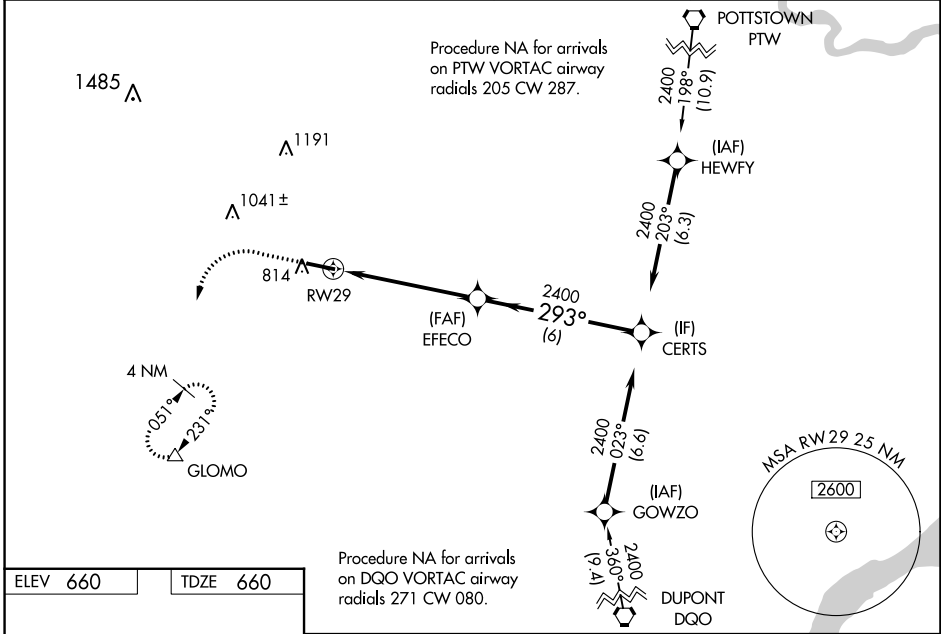 POTTSTOWN
PTW
Procedure NA for arrivals
on PTW VORTAC airway
radials 205 CW 287.
2400
198°
(10.9)
1485
1191
(IAF)
HEWFY
1041±
2400
203°
(6.3)
814
RW29
(FAF)
EFECO
2400
293°
(6)
(IF)
CERTS
4 NM
051°
231°
GLOMO
2400
023°
(6.6)
MSA RW29 25 NM
2600
(IAF)
GOWZO
2400
360°
(9.4)
Procedure NA for arrivals
on DQO VORTAC airway
radials 271 CW 080.
DUPONT
DQO
ELEV 660
TDZE 660